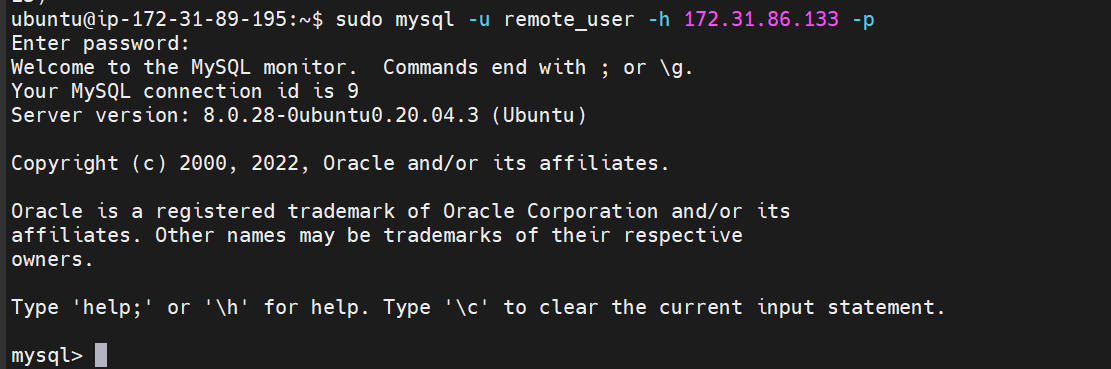 ubuntu@ip-172-31-89-195:~$ sudo mysql -u remote_user -h 172.31.86.133 -p
Enter password:
Welcome to the MySQL monitor.  Commands end with ; or \g.
Your MySQL connection id is 9
Server version: 8.0.28-0ubuntu0.20.04.3 (Ubuntu)

Copyright (c) 2000, 2022, Oracle and/or its affiliates.

Oracle is a registered trademark of Oracle Corporation and/or its
affiliates. Other names may be trademarks of their respective
owners.

Type 'help;' or '\h' for help. Type '\c' to clear the current input statement.

mysql>